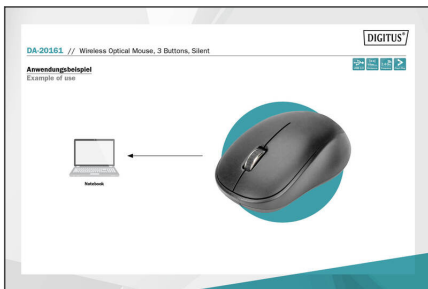 DIGITUS®
DA-20161 // Wireless Optical Mouse, 3 Buttons, Silent
Anwendungsbeispiel
Example of use
Notebook